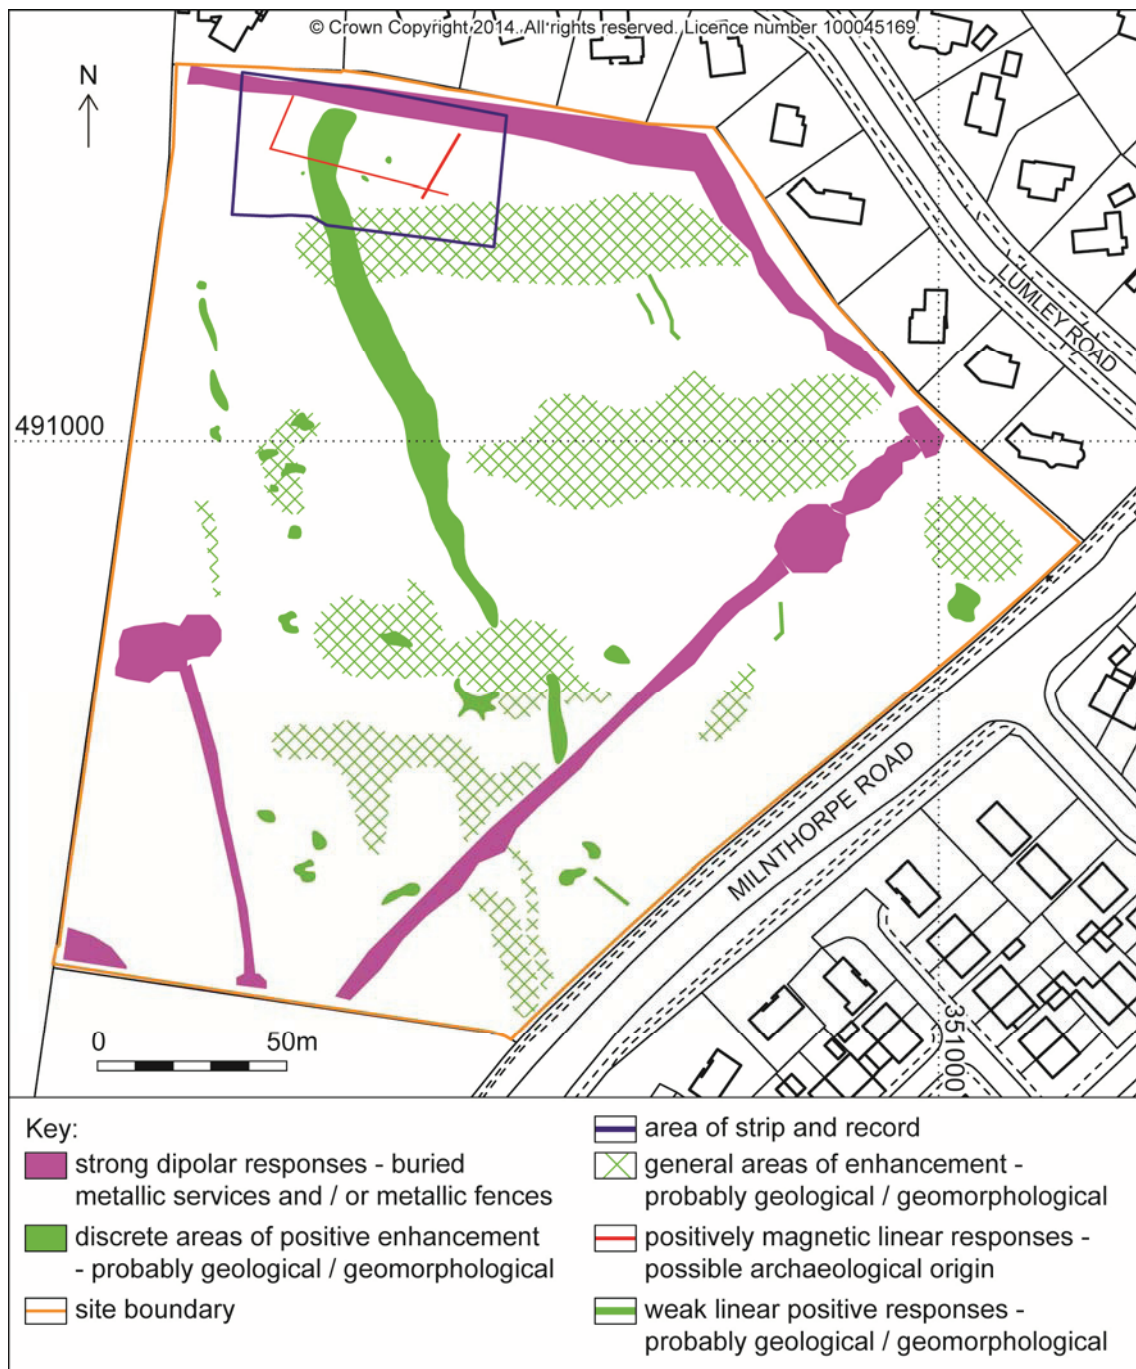 © Crown Copyright 2014. All rights reserved. Licence number 100045169.
N
LUMLEY ROAD
491000
MILNTHORPE ROAD
351000
0 50m
Key:
strong dipolar responses - buried
metallic services and / or metallic fences
discrete areas of positive enhancement
- probably geological / geomorphological
site boundary
area of strip and record
general areas of enhancement -
probably geological / geomorphological
positively magnetic linear responses -
possible archaeological origin
weak linear positive responses -
probably geological / geomorphological